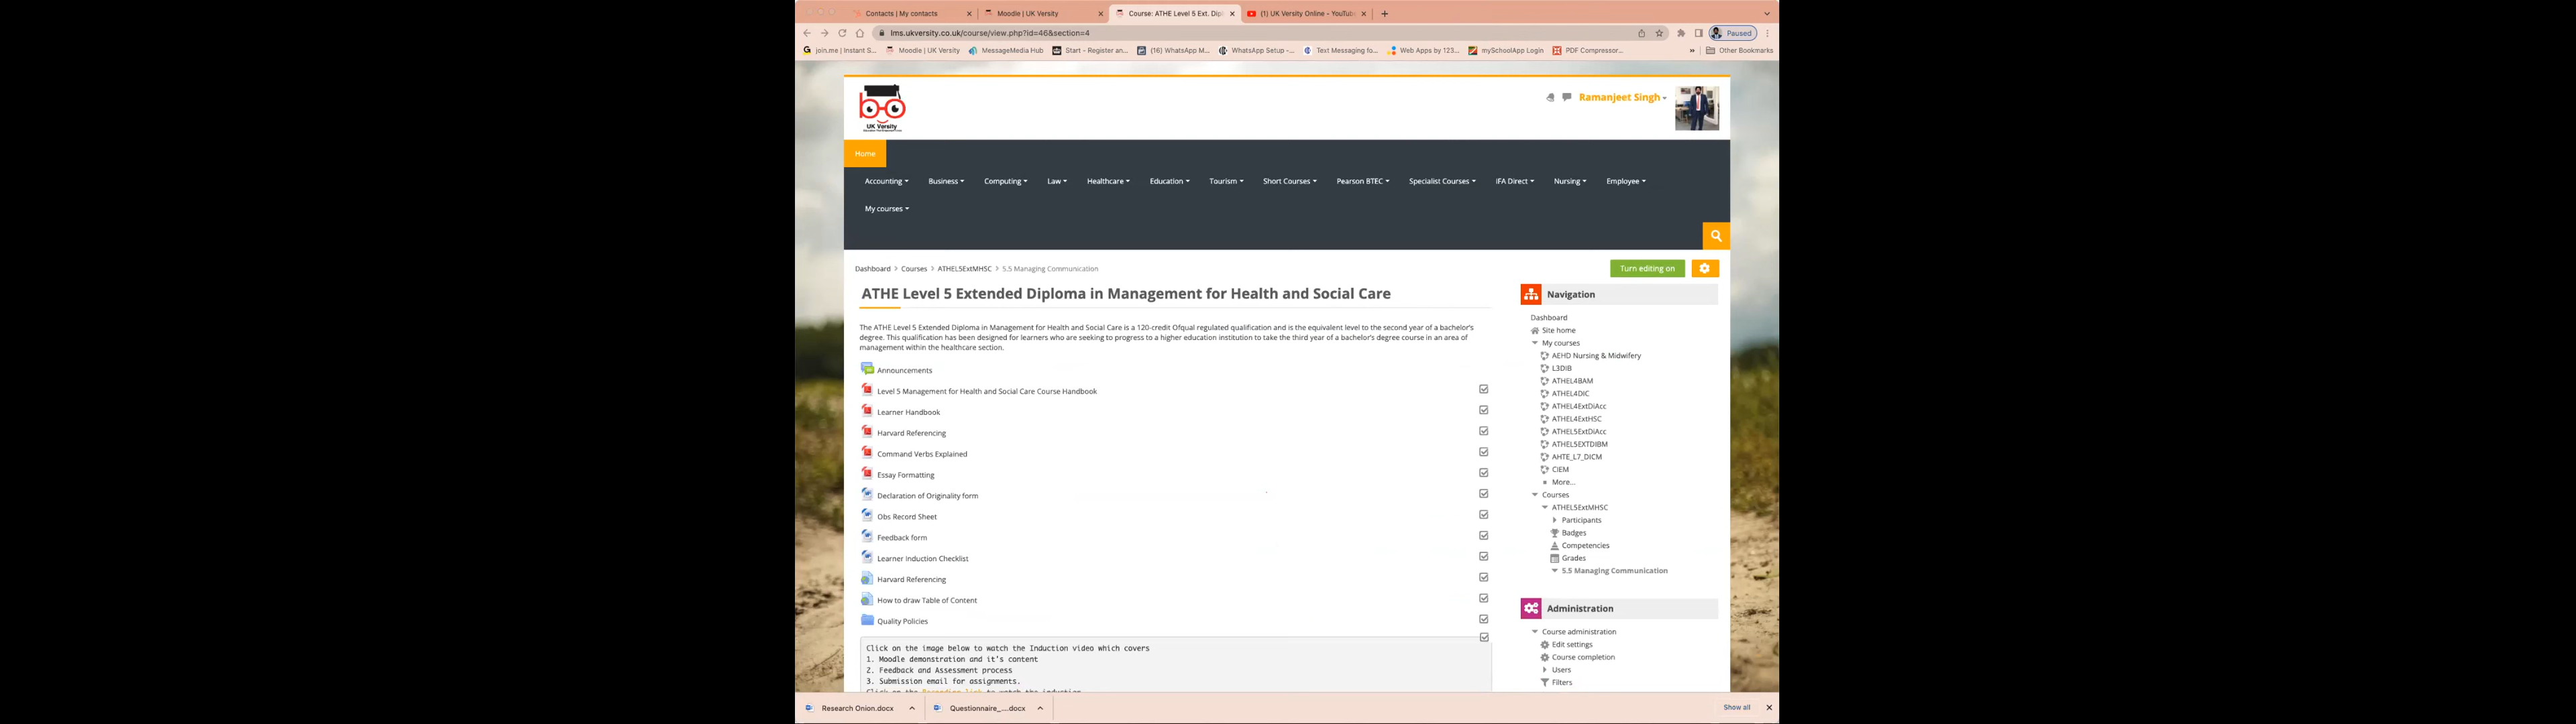 Contacts | My contacts
Moodle | UK Versity
Course: ATHE Level 5 Ext. Dipl
(1) UK Versity Online - YouTube
lms.ukversity.co.uk/course/view.php?id=46&section=4
Paused
join.me | Instant S...
Moodle | UK Versity
MessageMedia Hub
Start - Register an...
(16) WhatsApp M...
WhatsApp Setup -...
Text Messaging fo...
Web Apps by 123...
mySchoolApp Login
PDF Compressor...
»
Other Bookmarks
UK Versity
Ramanjeet Singh
Home
Accounting
Business
Computing
Law
Healthcare
Education
Tourism
Short Courses
Pearson BTEC
Specialist Courses
IFA Direct
Nursing
Employee
My courses
Dashboard > Courses > ATHEL5ExtMHSC > 5.5 Managing Communication
Turn editing on
ATHE Level 5 Extended Diploma in Management for Health and Social Care
The ATHE Level 5 Extended Diploma in Management for Health and Social Care is a 120-credit Ofqual regulated qualification and is the equivalent level to the second year of a bachelor's
degree. This qualification has been designed for learners who are seeking to progress to a higher education institution to take the third year of a bachelor's degree course in an area of
management within the healthcare section.
Announcements
Level 5 Management for Health and Social Care Course Handbook
Learner Handbook
Harvard Referencing
Command Verbs Explained
Essay Formatting
Declaration of Originality form
Obs Record Sheet
Feedback form
Learner Induction Checklist
Harvard Referencing
How to draw Table of Content
Quality Policies
Click on the image below to watch the Induction video which covers
1. Moodle demonstration and it's content
2. Feedback and Assessment process
3. Submission email for assignments.
Navigation
Dashboard
Site home
My courses
AEHD Nursing & Midwifery
L3DIB
ATHEL4BAM
ATHEL4DIC
ATHEL4ExtDiAcc
ATHEL4ExtHSC
ATHEL5ExtDiAcc
ATHEL5EXTDIBM
AHTE_L7_DICM
CIEM
More...
Courses
ATHEL5ExtMHSC
Participants
Badges
Competencies
Grades
5.5 Managing Communication
Administration
Course administration
Edit settings
Course completion
Users
Filters
Research Onion.docx
Questionnaire_....docx
Show all